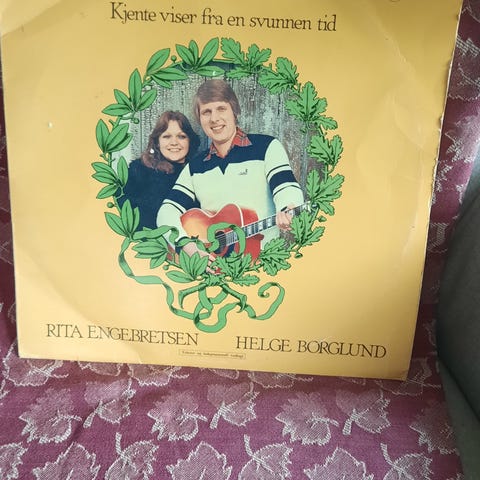 Kjente viser fra en svunnen tid
RITA ENGEBRETSEN
HELGE BORGLUND